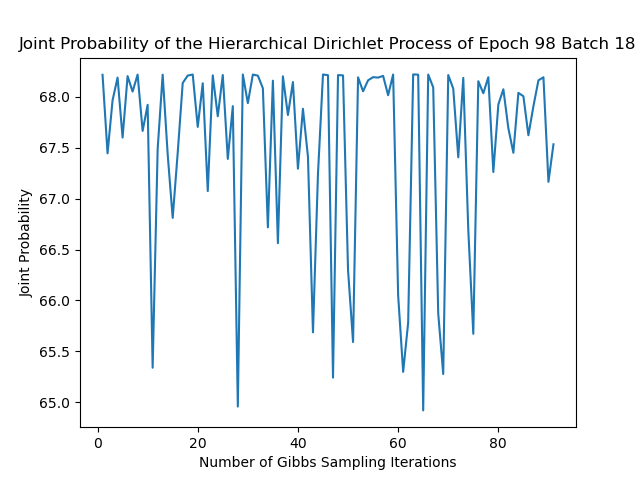 Joint Probability of the Hierarchical Dirichlet Process of Epoch 98 Batch 18
68.0
67.5
67.0
66.5
66.0
65.5
65.0
Joint Probability
0 20 40 60 80
Number of Gibbs Sampling Iterations